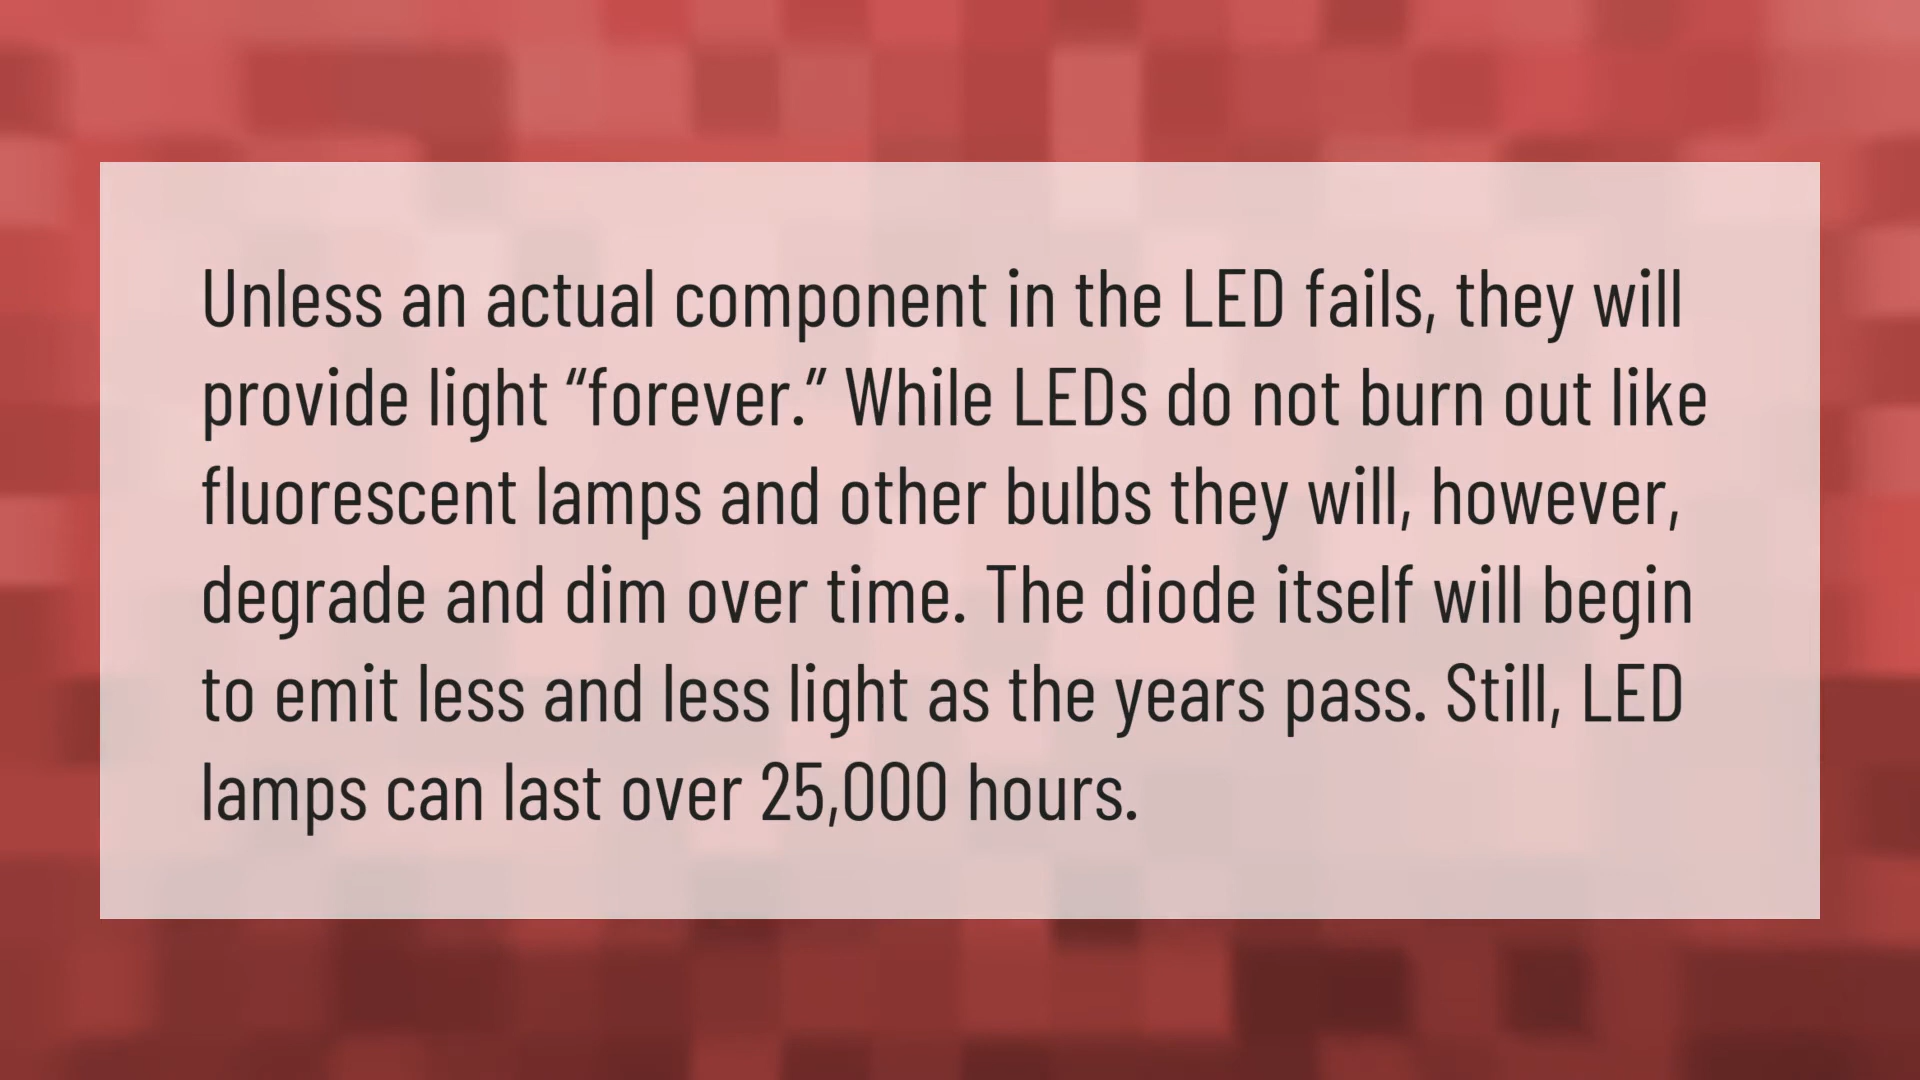 Unless an actual component in the LED fails, they will
provide light “forever.” While LEDs do not burn out like
fluorescent lamps and other bulbs they will, however,
degrade and dim over time. The diode itself will begin
to emit less and less light as the years pass. Still, LED
lamps can last over 25,000 hours.